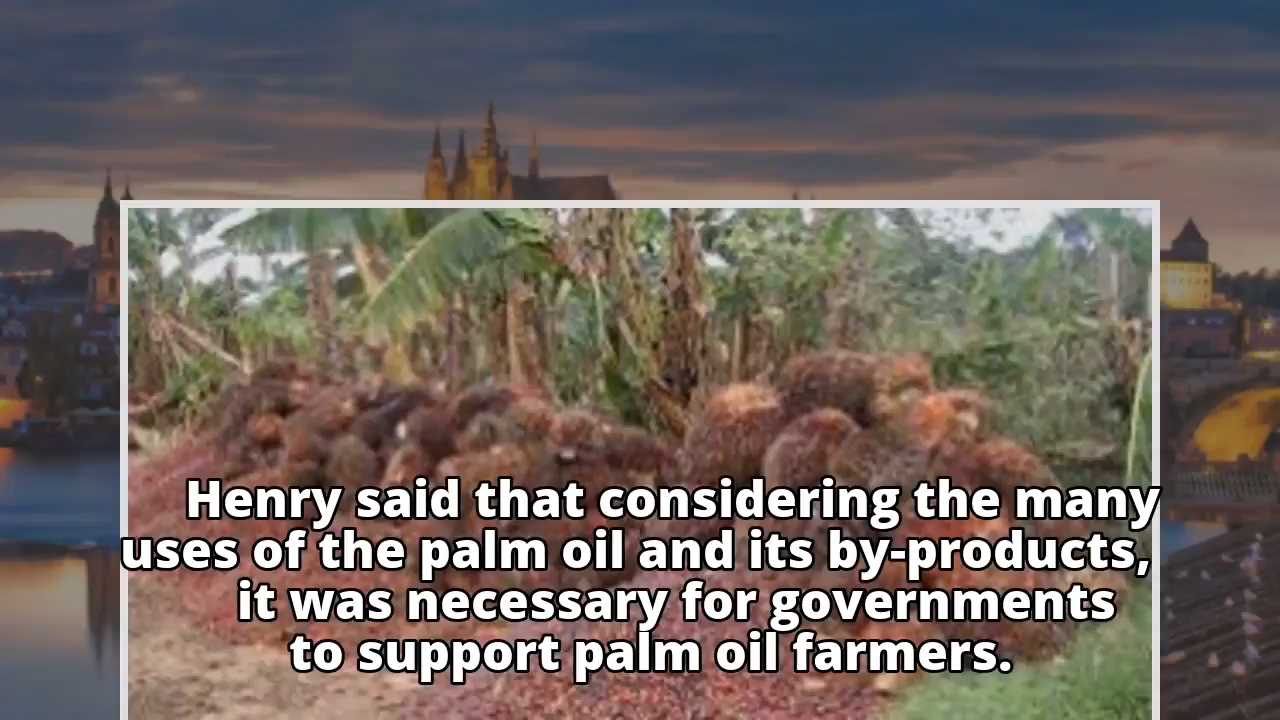 Henry said that considering the many
uses of the palm oil and its by-products,
it was necessary for governments
to support palm oil farmers.